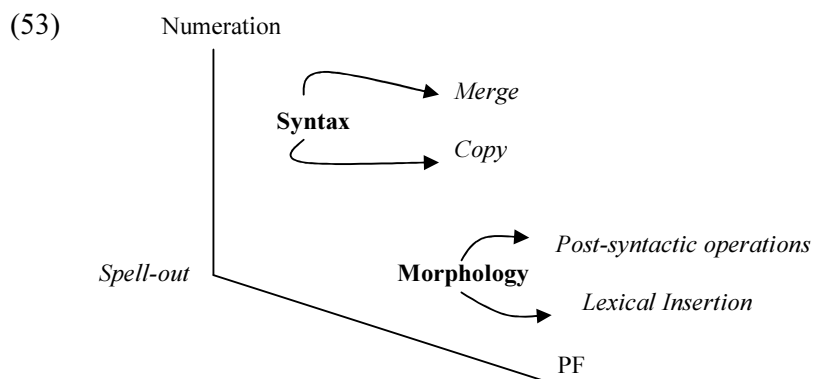 (53) Numeration
Merge
Syntax
Copy
Post-syntactic operations
Spell-out Morphology
Lexical Insertion
PF